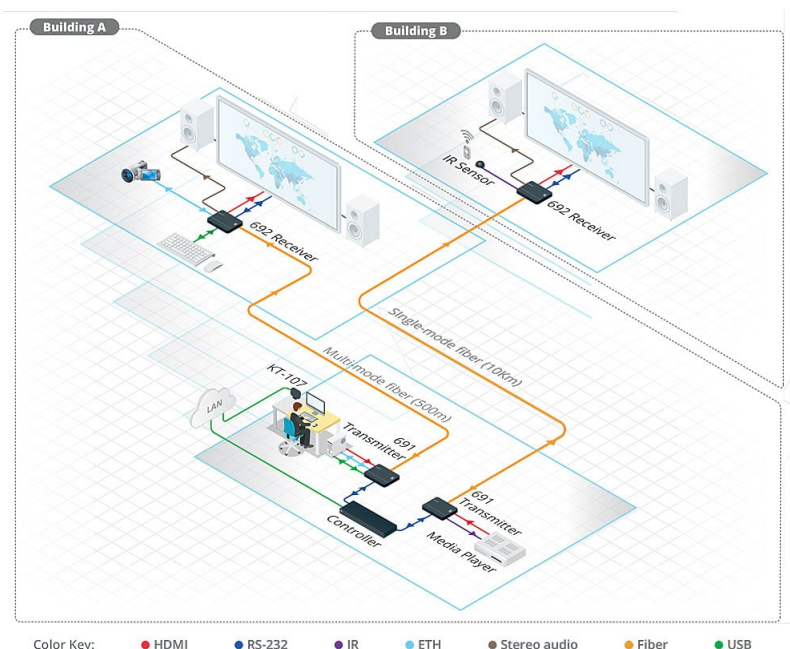 Building A
Building B
IR Sensor
692 Receiver
692 Receiver
Single-mode fiber (10Km)
Multimode fiber (500m)
KT-107
LAN
691
Transmitter
691
Transmitter
Controller
Media Player
Color Key: HDMI RS-232 IR ETH Stereo audio Fiber USB